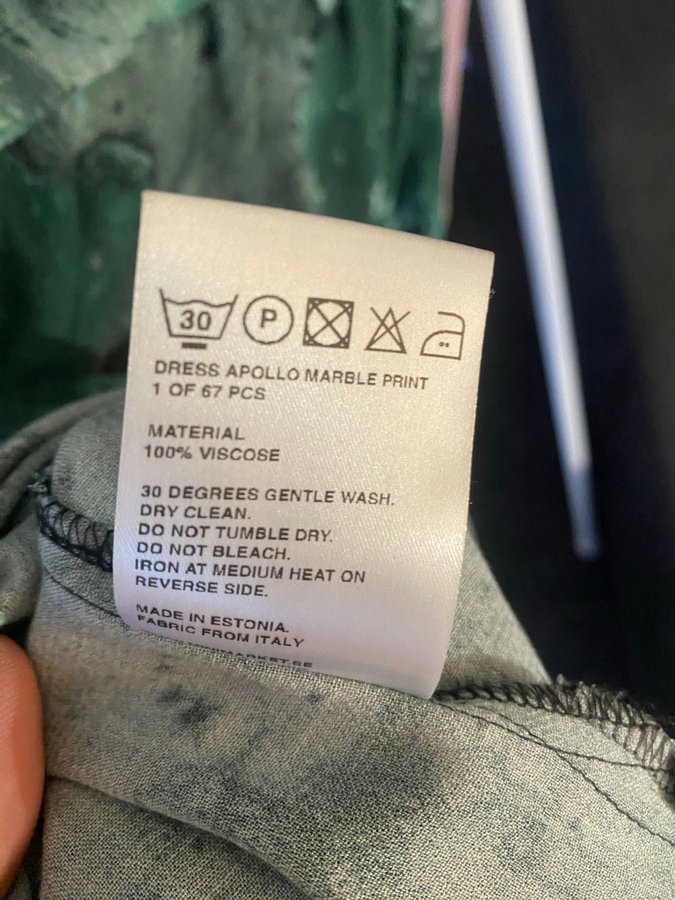 30 P
DRESS APOLLO MARBLE PRINT
1 OF 67 PCS
MATERIAL
100% VISCOSE
30 DEGREES GENTLE WASH.
DRY CLEAN.
DO NOT TUMBLE DRY.
DO NOT BLEACH.
IRON AT MEDIUM HEAT ON
REVERSE SIDE.
MADE IN ESTONIA.
FABRIC FROM ITALY